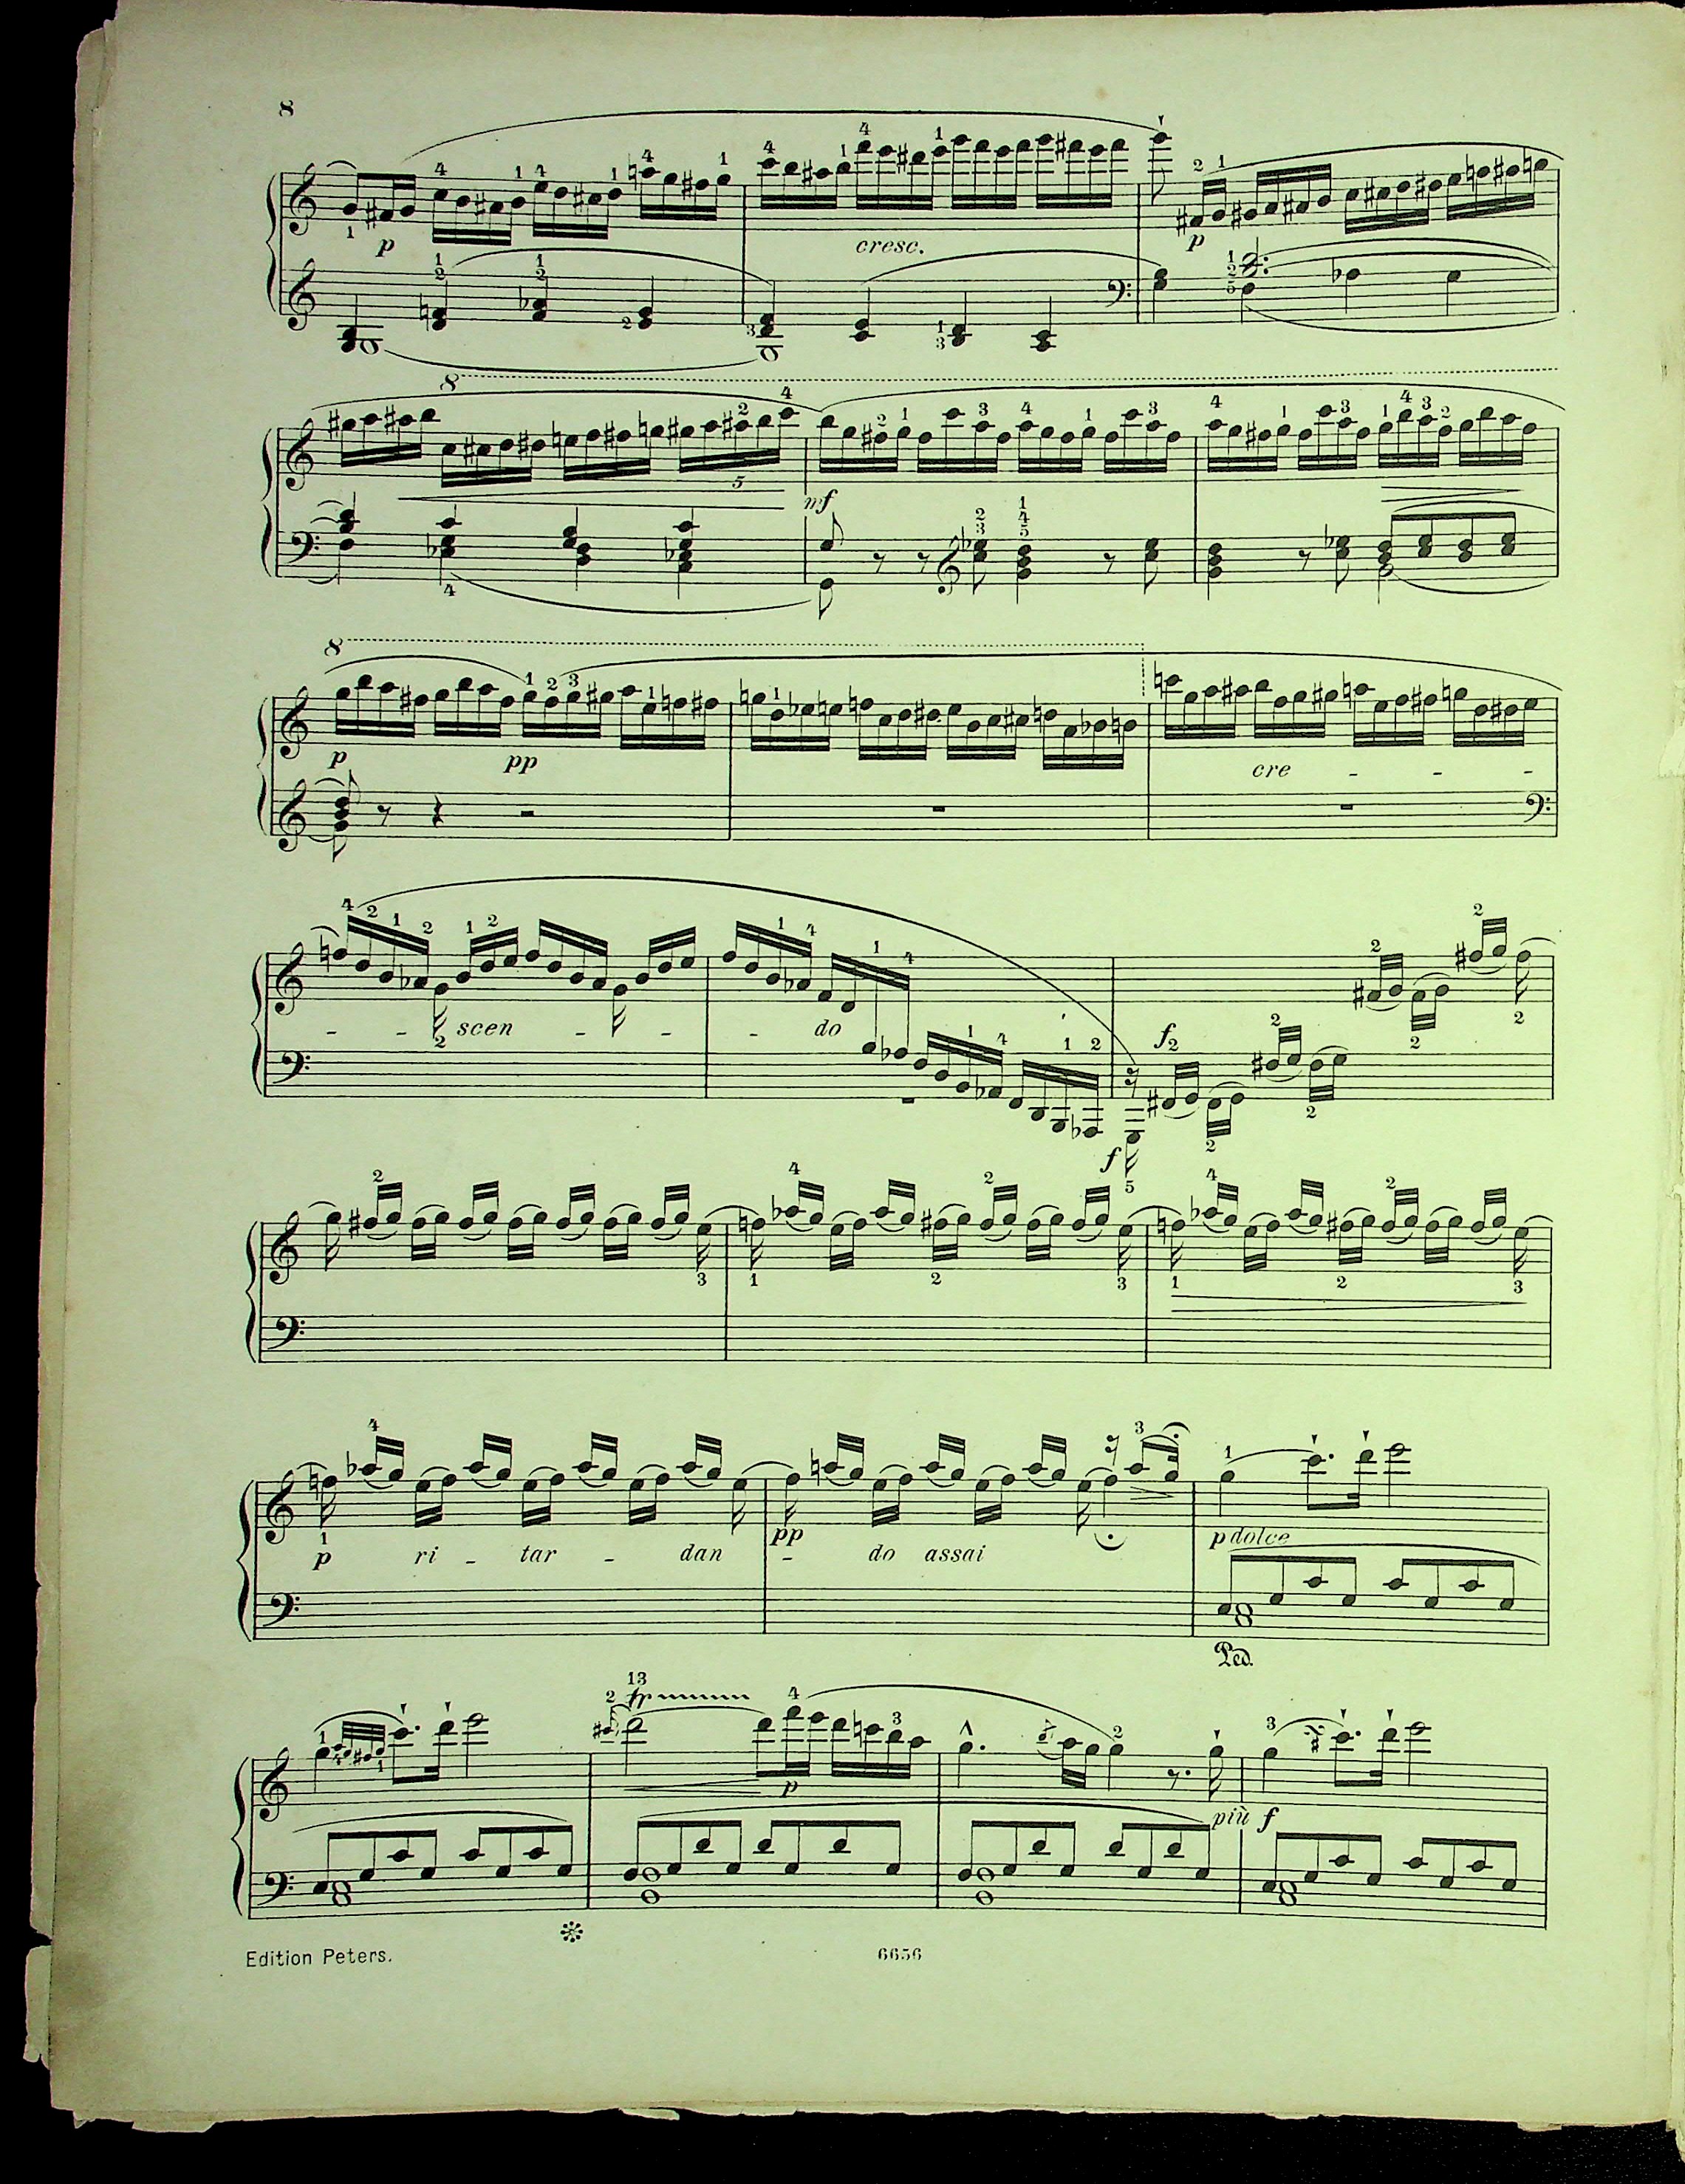 8
p
cresc.
p
8
mf
8
p
pp
cre - - -
- - scen - - - do
f
f
p ri - tar - dan - do assai
pp
p dolce
Ped.
tr
p
più f
Edition Peters.
6656